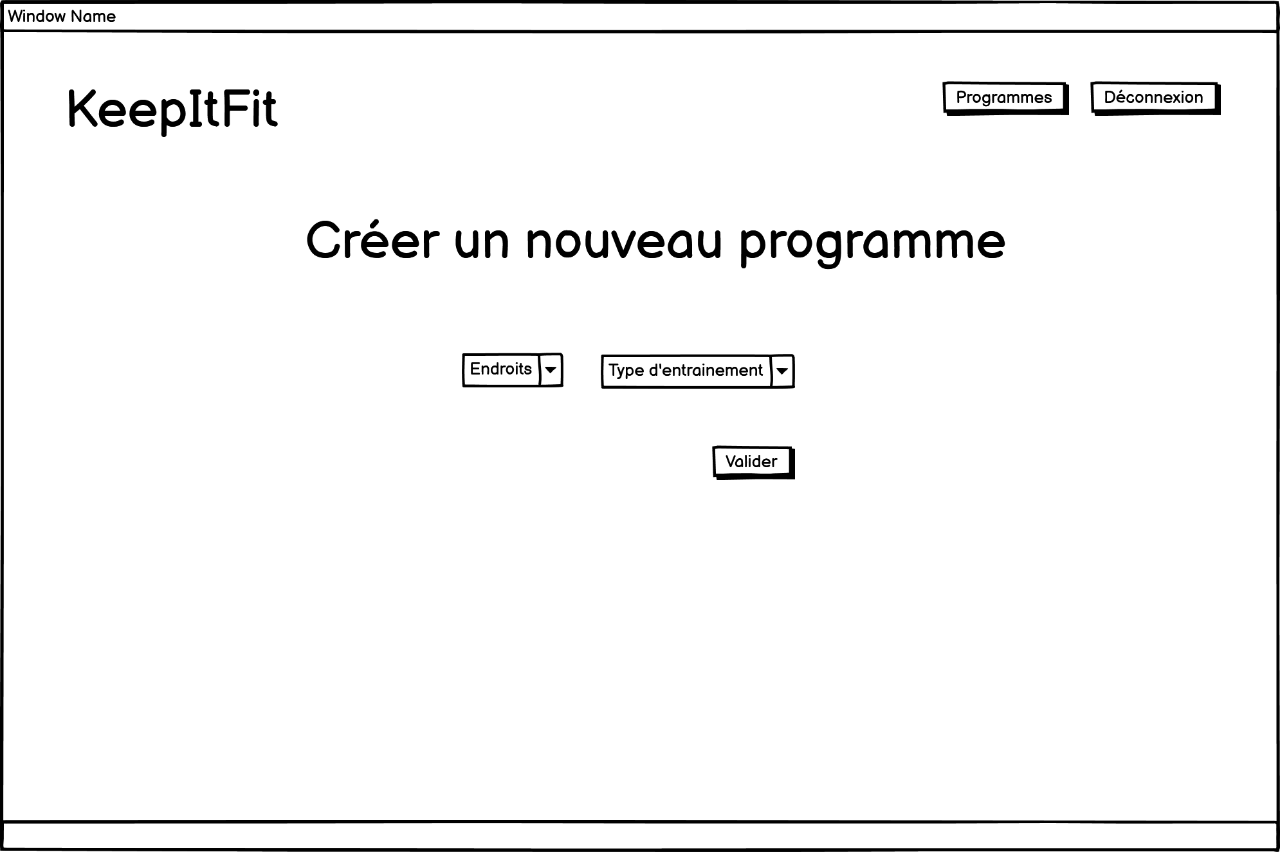 Window Name
KeepItFit
Programmes
Déconnexion
Créer un nouveau programme
Endroits
Type d'entrainement
Valider